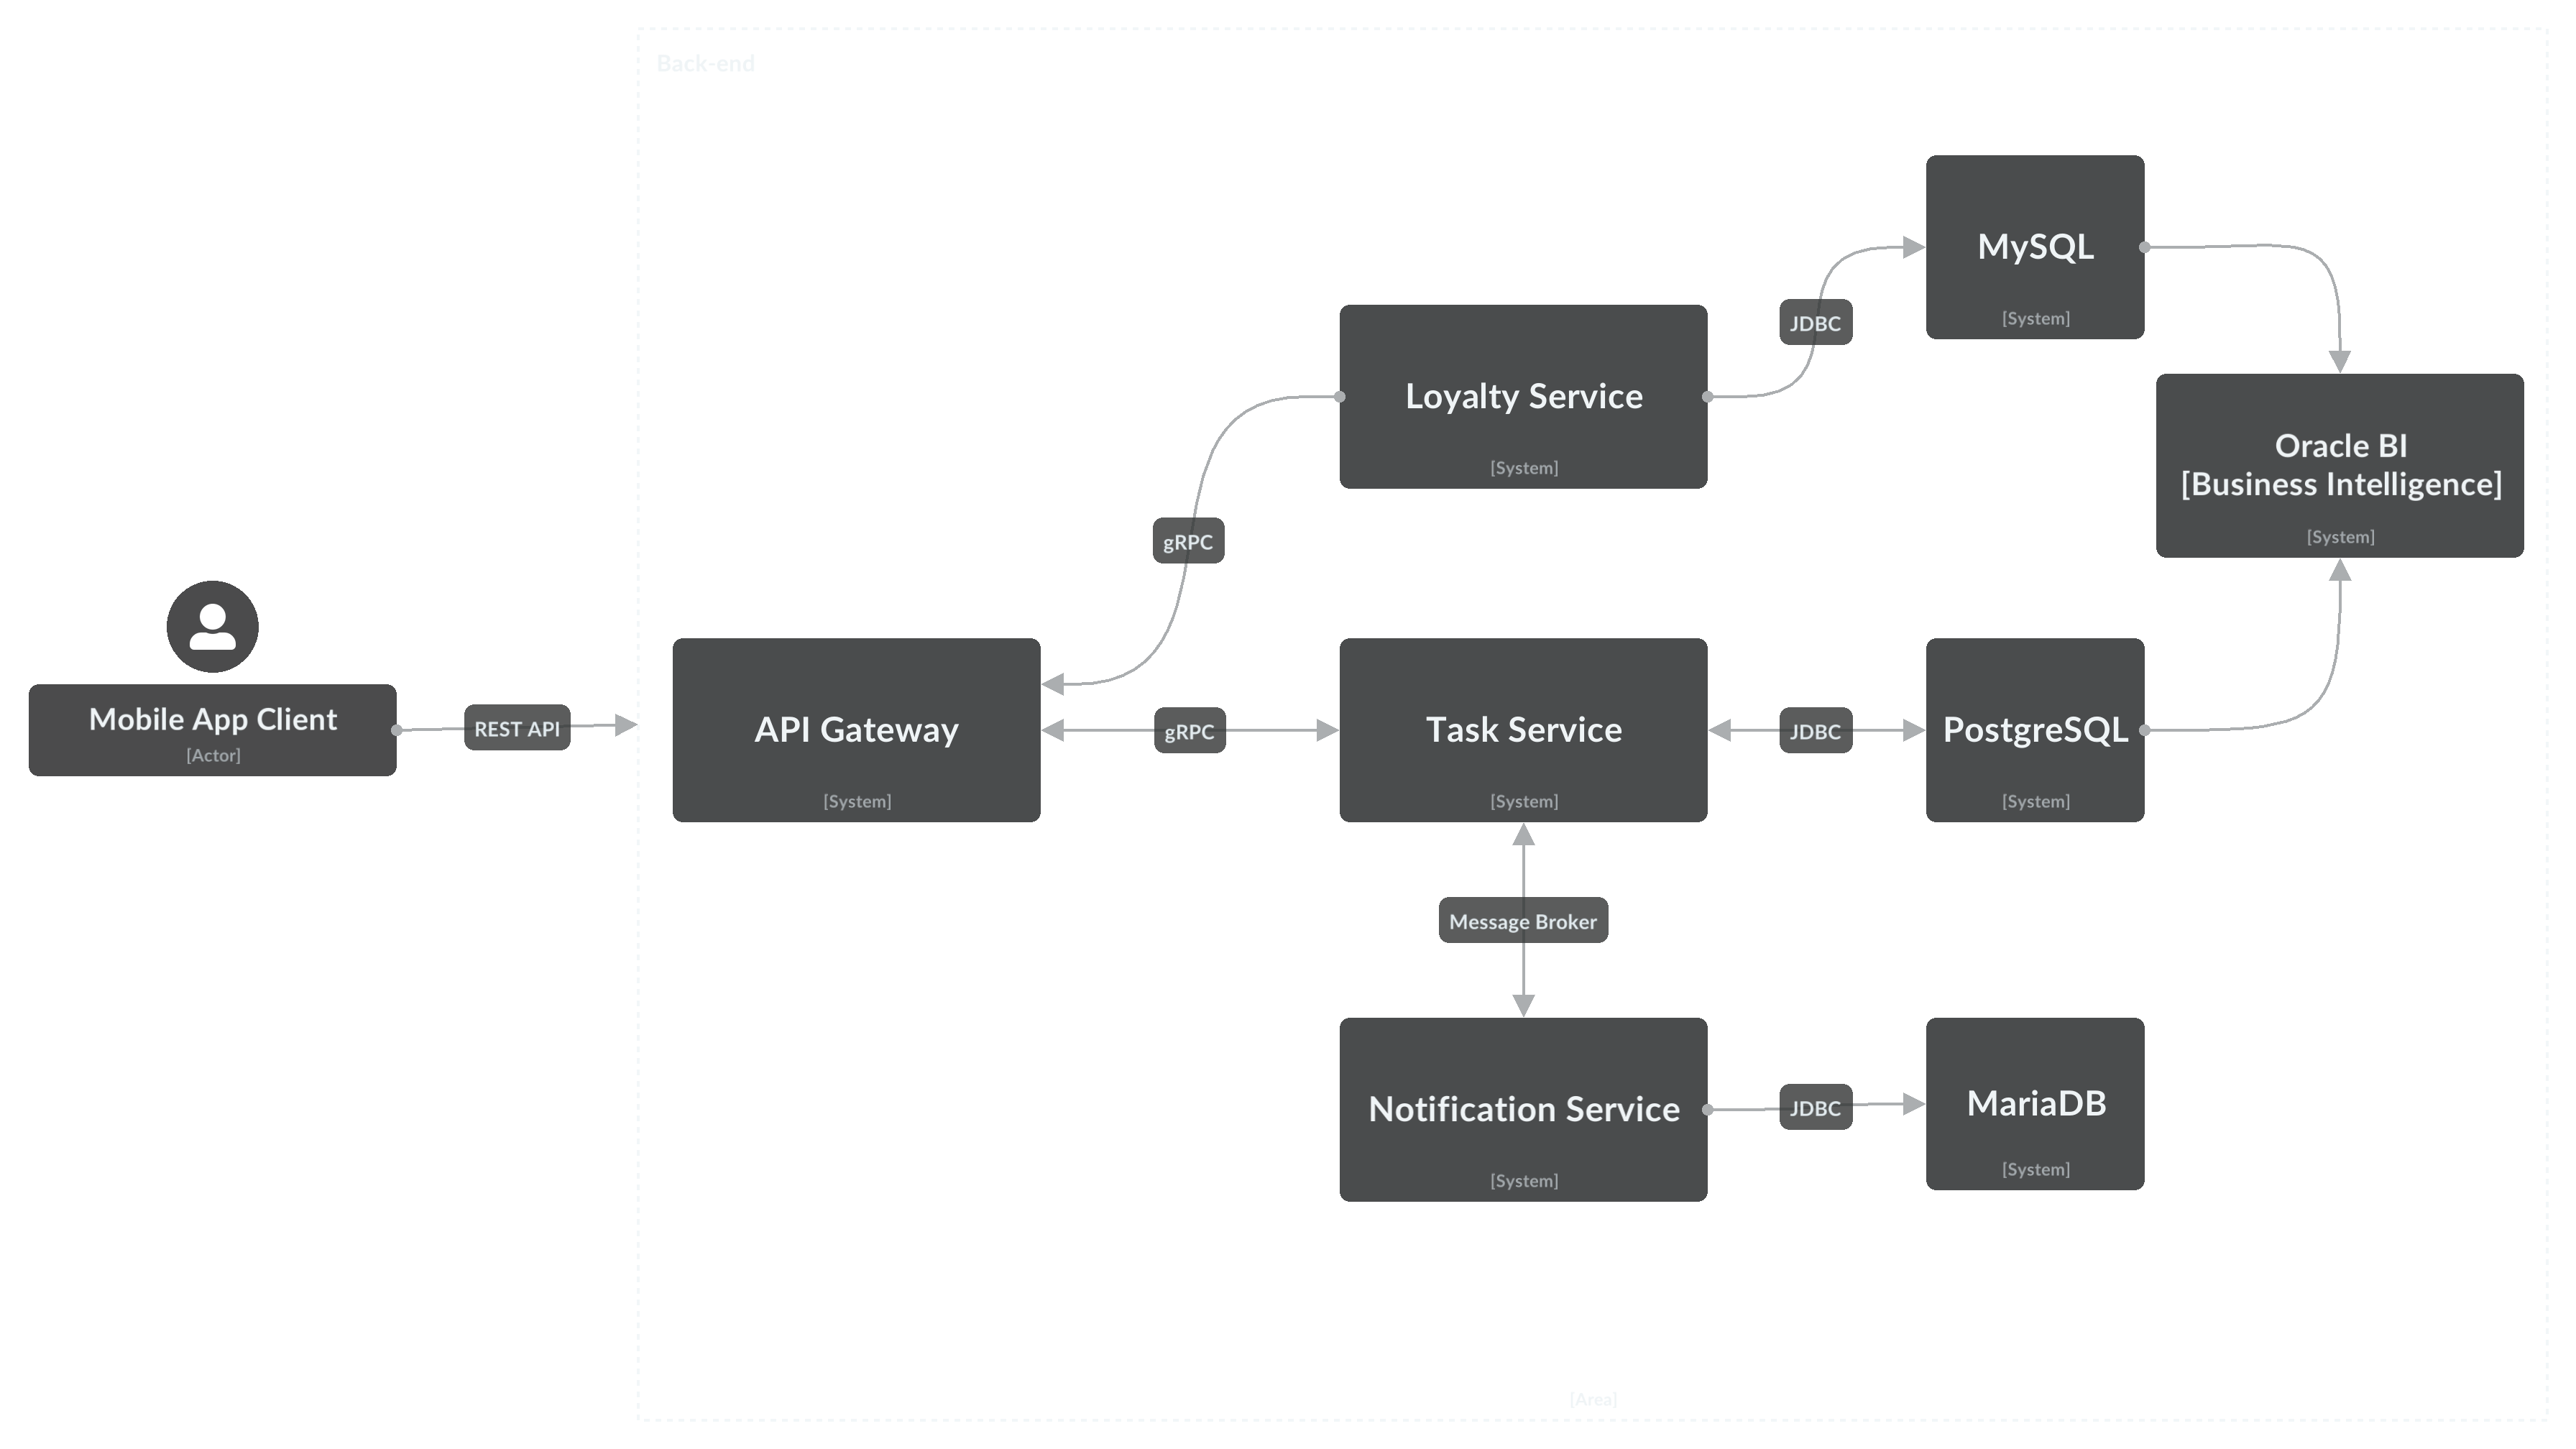 Back-end
MySQL
[System]
JDBC
Loyalty Service
[System]
Oracle BI
[Business Intelligence]
[System]
gRPC
Mobile App Client
[Actor]
REST API
API Gateway
[System]
gRPC
Task Service
[System]
JDBC
PostgreSQL
[System]
Message Broker
Notification Service
[System]
JDBC
MariaDB
[System]
[Area]